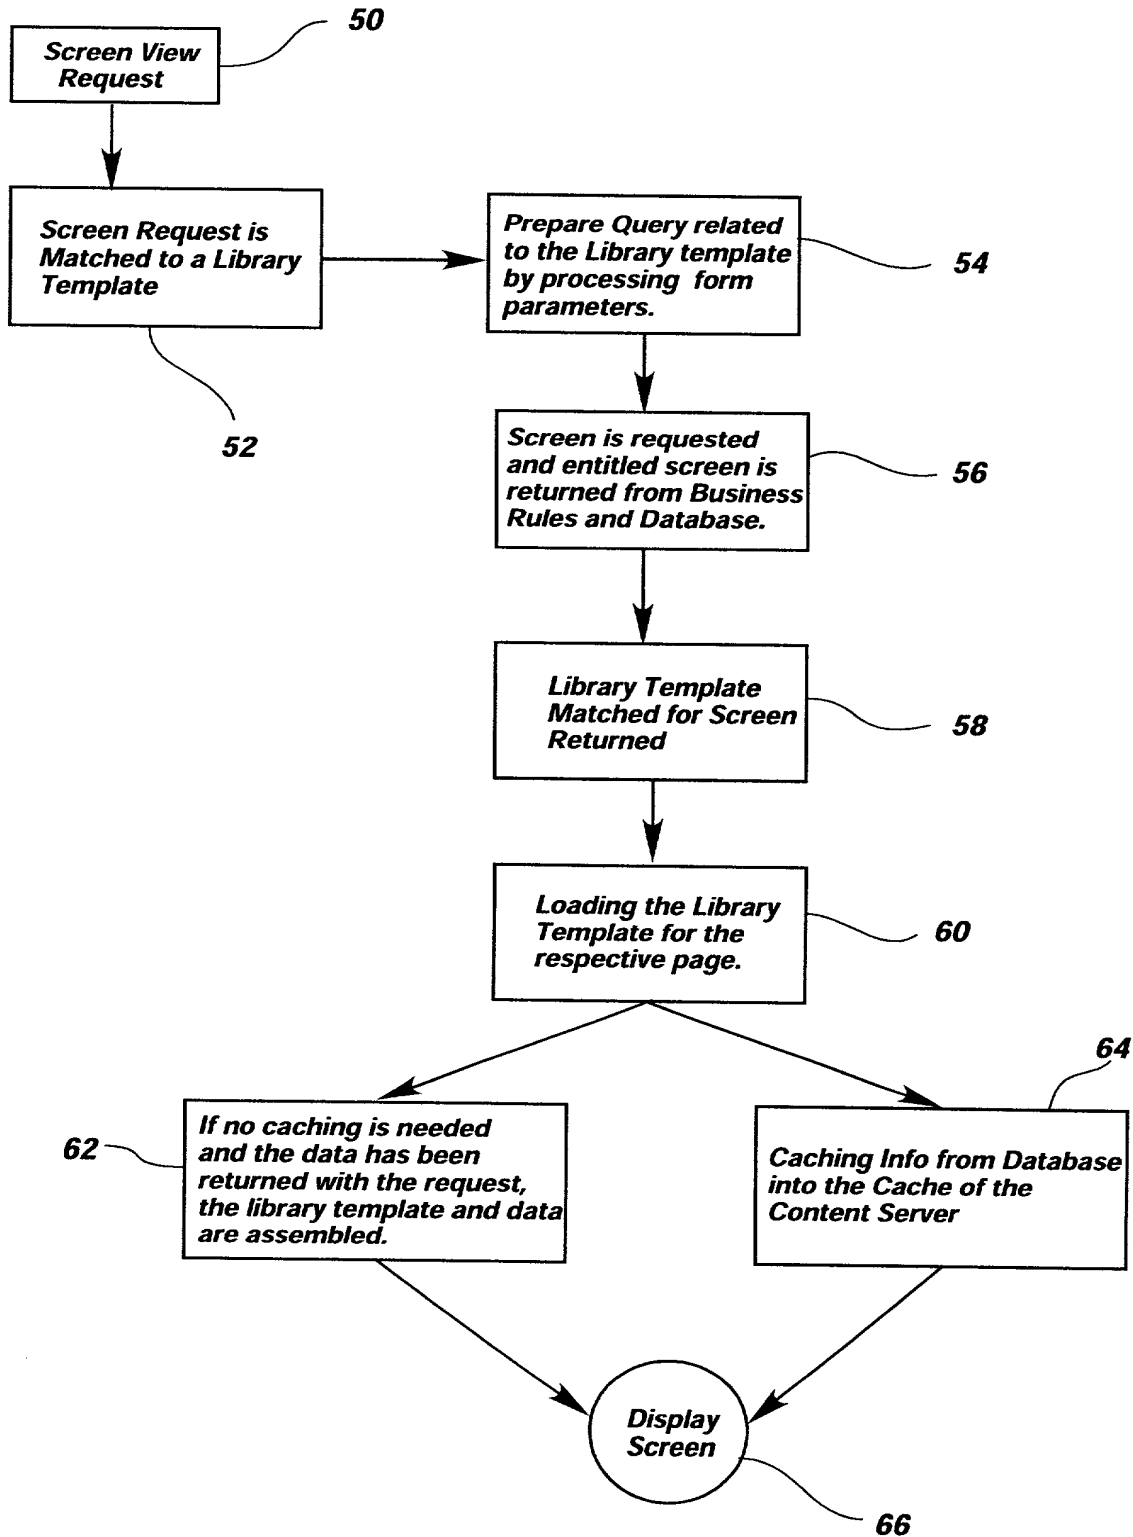 50
Screen View
Request
Screen Request is
Matched to a Library
Template
52
Prepare Query related
to the Library template
by processing form
parameters.
54
Screen is requested
and entitled screen is
returned from Business
Rules and Database.
56
Library Template
Matched for Screen
Returned
58
Loading the Library
Template for the
respective page.
60
62
If no caching is needed
and the data has been
returned with the request,
the library template and data
are assembled.
64
Caching Info from Database
into the Cache of the
Content Server
Display
Screen
66